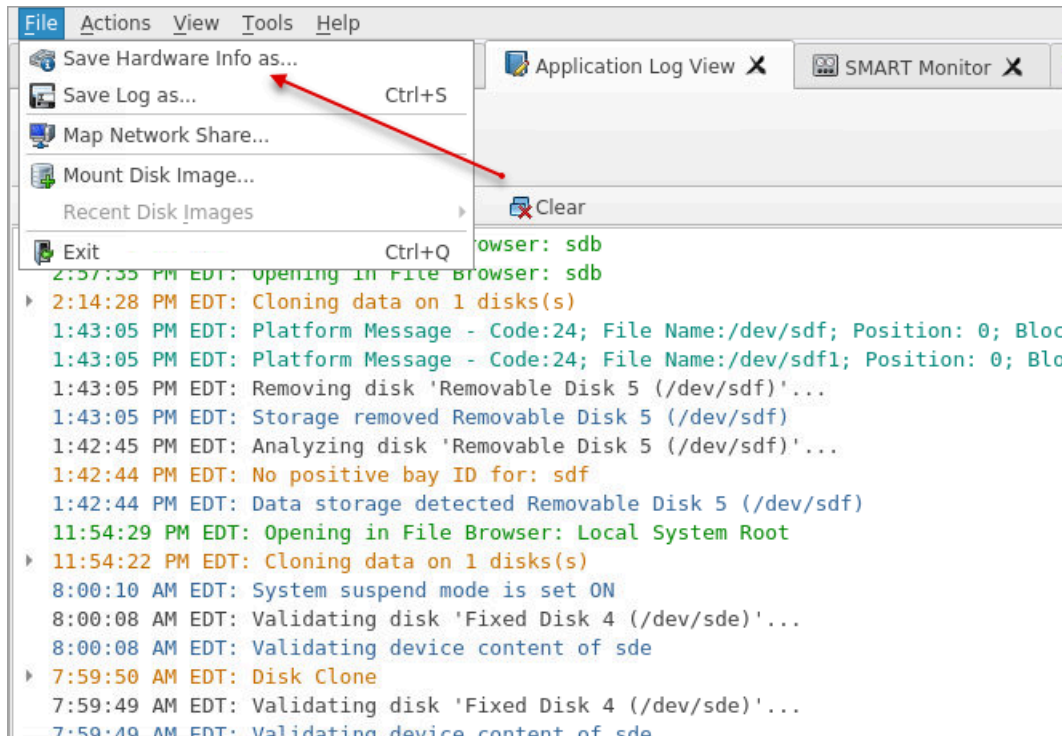 File Actions View Tools Help
Save Hardware Info as...
Application Log View SMART Monitor
Save Log as... Ctrl+S
Map Network Share...
Mount Disk Image...
Recent Disk Images
Clear
Exit Ctrl+Q
rowser: sdb
2:57:35 PM EDT: Opening in File Browser: sdb
2:14:28 PM EDT: Cloning data on 1 disks(s)
1:43:05 PM EDT: Platform Message - Code:24; File Name:/dev/sdf; Position: 0; Bloc
1:43:05 PM EDT: Platform Message - Code:24; File Name:/dev/sdf1; Position: 0; Blo
1:43:05 PM EDT: Removing disk 'Removable Disk 5 (/dev/sdf)'...
1:43:05 PM EDT: Storage removed Removable Disk 5 (/dev/sdf)
1:42:45 PM EDT: Analyzing disk 'Removable Disk 5 (/dev/sdf)'...
1:42:44 PM EDT: No positive bay ID for: sdf
1:42:44 PM EDT: Data storage detected Removable Disk 5 (/dev/sdf)
11:54:29 PM EDT: Opening in File Browser: Local System Root
11:54:22 PM EDT: Cloning data on 1 disks(s)
8:00:10 AM EDT: System suspend mode is set ON
8:00:08 AM EDT: Validating disk 'Fixed Disk 4 (/dev/sde)'...
8:00:08 AM EDT: Validating device content of sde
7:59:50 AM EDT: Disk Clone
7:59:49 AM EDT: Validating disk 'Fixed Disk 4 (/dev/sde)'...
7:59:49 AM EDT: Validating device content of sde